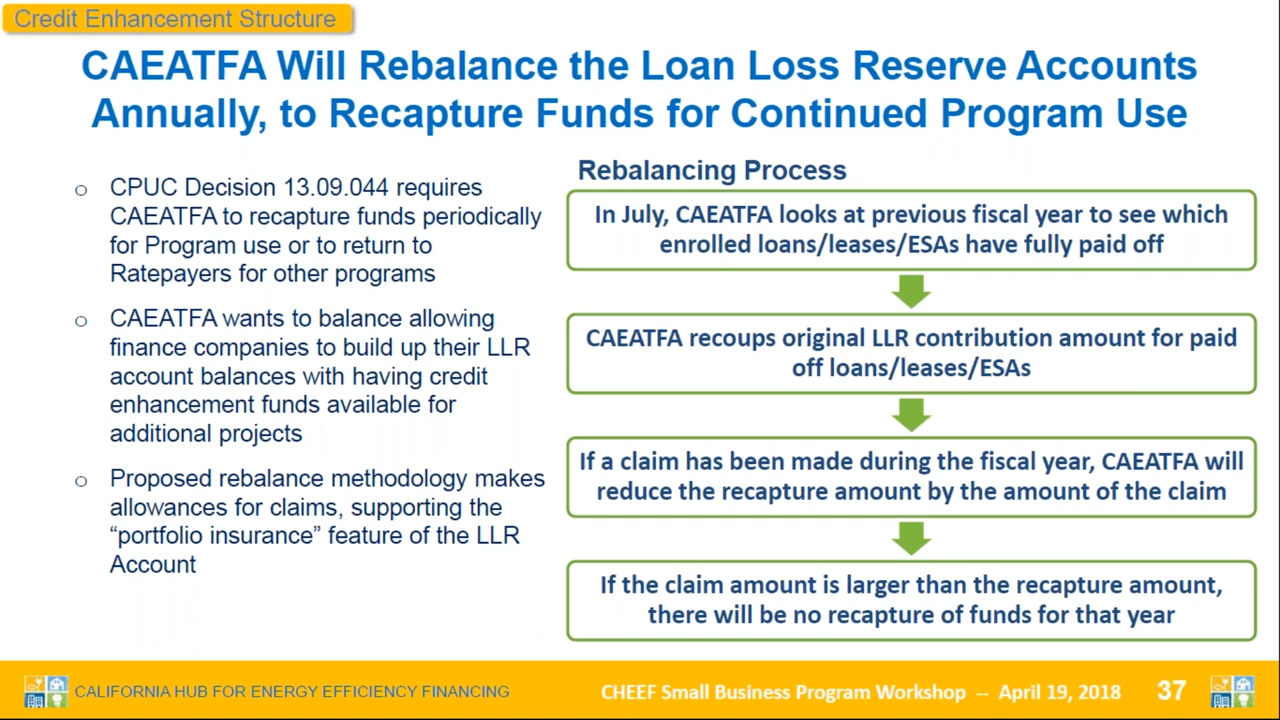 Credit Enhancement Structure
CAEATFA Will Rebalance the Loan Loss Reserve Accounts
Annually, to Recapture Funds for Continued Program Use
o CPUC Decision 13.09.044 requires
CAEATFA to recapture funds periodically
for Program use or to return to
Ratepayers for other programs
o CAEATFA wants to balance allowing
finance companies to build up their LLR
account balances with having credit
enhancement funds available for
additional projects
o Proposed rebalance methodology makes
allowances for claims, supporting the
“portfolio insurance” feature of the LLR
Account
Rebalancing Process
In July, CAEATFA looks at previous fiscal year to see which
enrolled loans/leases/ESAs have fully paid off
CAEATFA recoups original LLR contribution amount for paid
off loans/leases/ESAs
If a claim has been made during the fiscal year, CAEATFA will
reduce the recapture amount by the amount of the claim
If the claim amount is larger than the recapture amount,
there will be no recapture of funds for that year
CALIFORNIA HUB FOR ENERGY EFFICIENCY FINANCING
CHEEF Small Business Program Workshop -- April 19, 2018
37